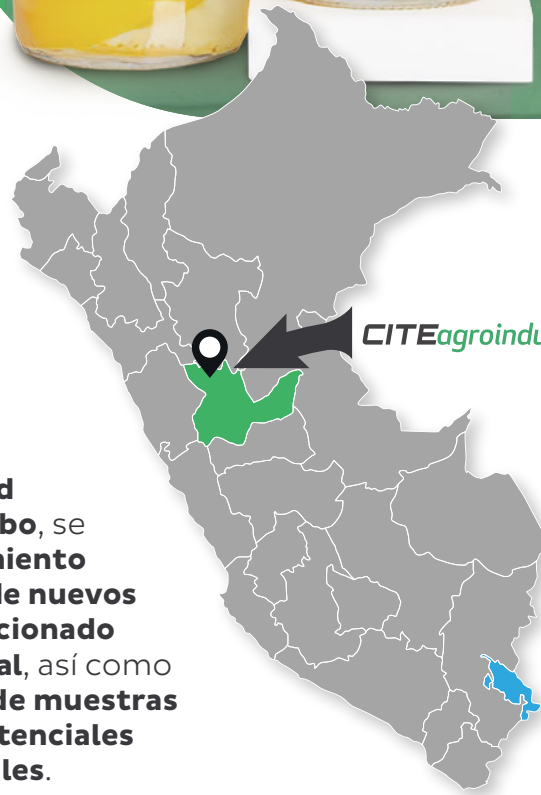 CITEagroindu
d
bo, se
miento
de nuevos
cionado
al, así como
de muestras
tenciales
les.